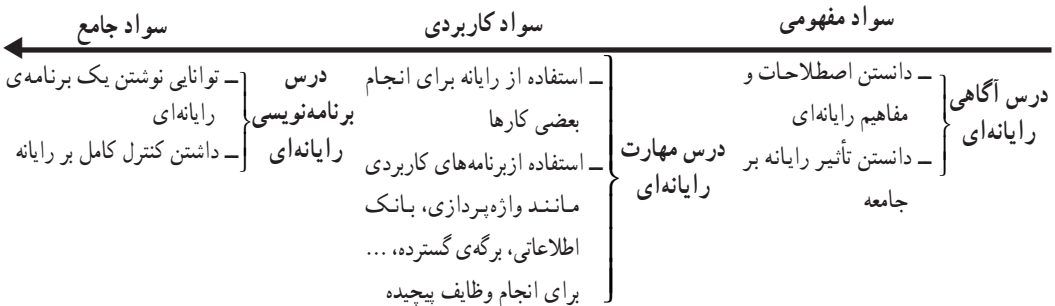 سواد مفهومی
سواد کاربردی
سواد جامع
درس آگاهی
رایانه‌ای
ـ دانستن اصطلاحات و
مفاهیم رایانه‌ای
ـ دانستن تأثیر رایانه بر
جامعه
درس مهارت
رایانه‌ای
ـ استفاده از رایانه برای انجام
بعضی کارها
ـ استفاده ازبرنامه‌های کاربردی
مانند واژه‌پردازی، بانک
اطلاعاتی، برگه‌ی گسترده، ...
برای انجام وظایف پیچیده
درس
برنامه‌نویسی
رایانه‌ای
ـ توانایی نوشتن یک برنامه‌ی
رایانه‌ای
ـ داشتن کنترل کامل بر رایانه